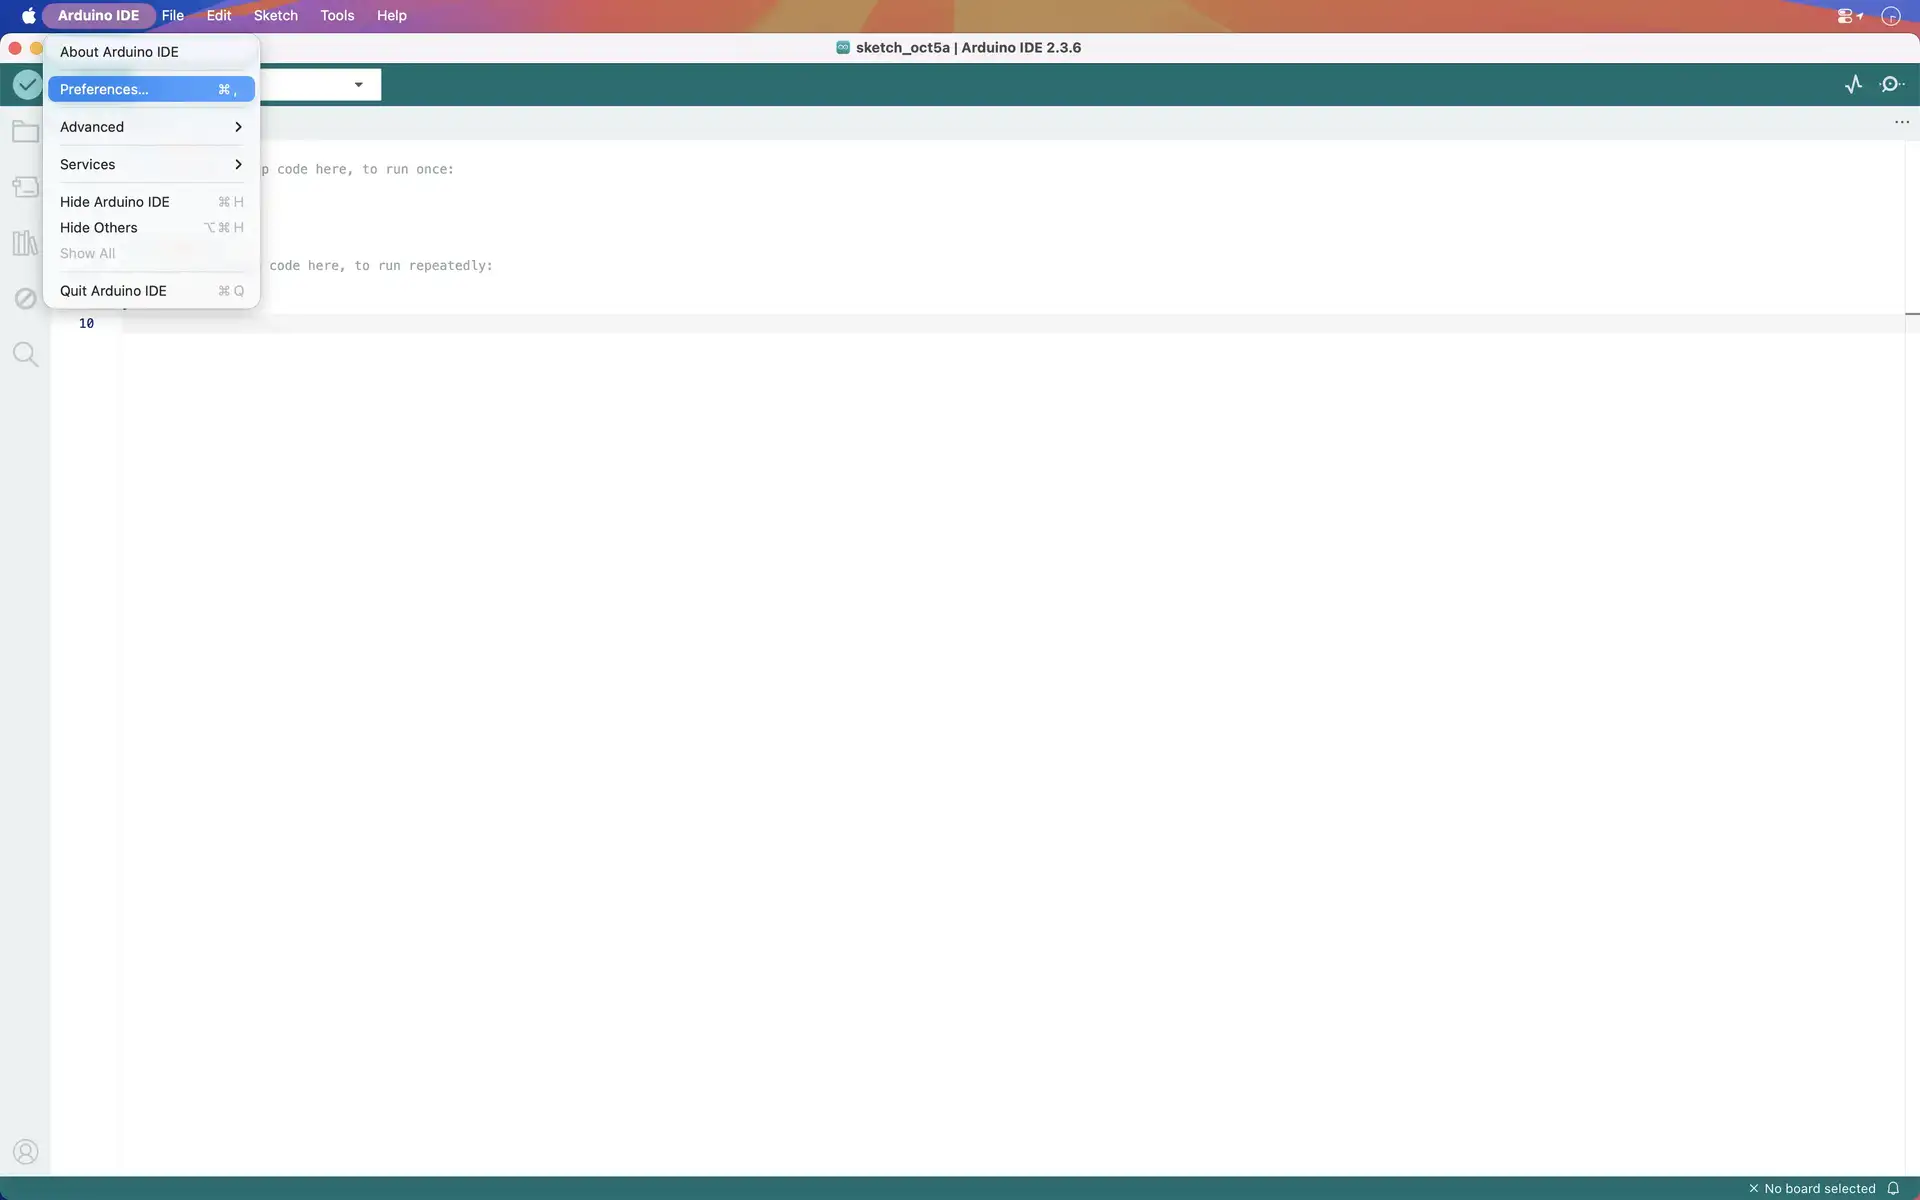 Arduino IDE File Edit Sketch Tools Help
sketch_oct5a | Arduino IDE 2.3.6
About Arduino IDE
Preferences... ⌘ ,
Advanced
Services
Hide Arduino IDE ⌘ H
Hide Others ⌥ ⌘ H
Show All
Quit Arduino IDE ⌘ Q
p code here, to run once:
code here, to run repeatedly:
10
No board selected